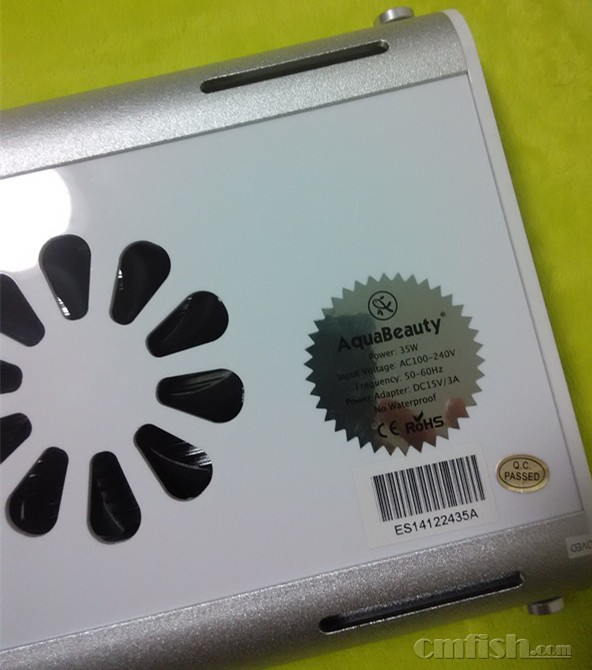 AquaBeauty®
Power: 35W
Input Voltage: AC100-240V
Frequency: 50-60Hz
Power Adapter: DC15V/3A
No Waterproof
CE RoHS
Q.C.
PASSED
ES14122435A
cmfish.com